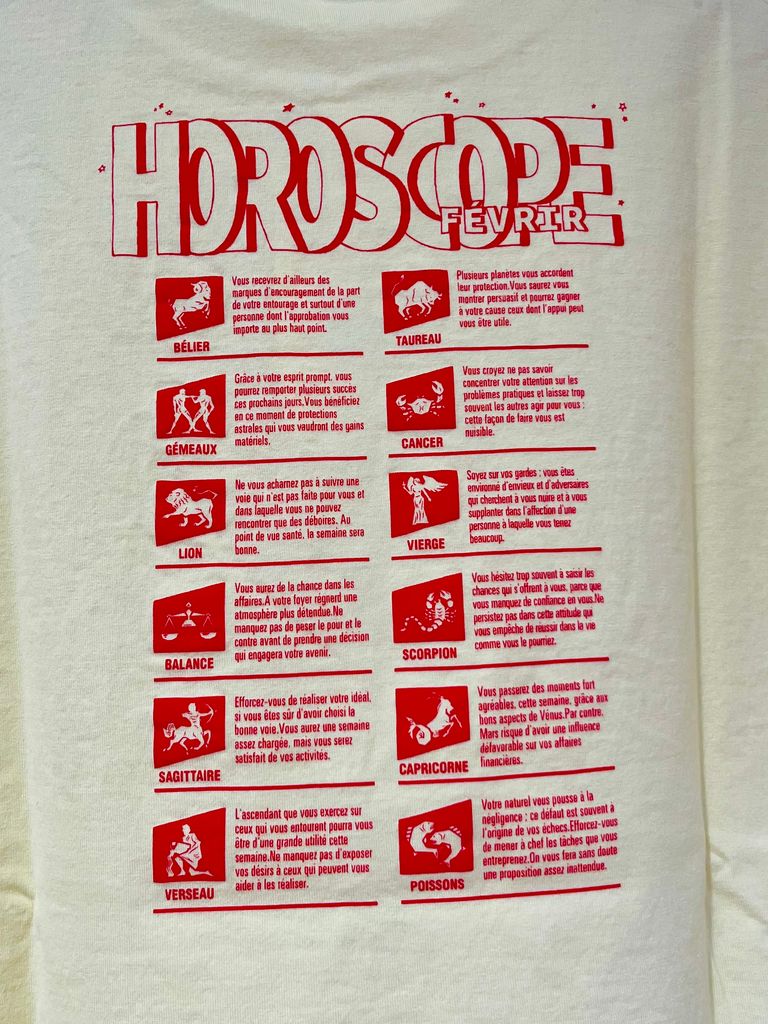 HOROSCOPE
FÉVRIR
Vous recevrez d'ailleurs des
marques d'encouragement de la part
de votre entourage et surtout d'une
personne dont l'approbation vous
importe au plus haut point.
BÉLIER
Plusieurs planètes vous accordent
leur protection.Vous saurez vous
montrer persuasif et pourrez gagner
à votre cause ceux dont l'appui peut
vous être utile.
TAUREAU
Grâce à votre esprit prompt, vous
pourrez remporter plusieurs succès
ces prochains jours.Vous bénéficiez
en ce moment de protections
astrales qui vous vaudront des gains
matériels.
GÉMEAUX
Vous croyez ne pas savoir
concentrer votre attention sur les
problèmes pratiques et laissez trop
souvent les autres agir pour vous ;
cette façon de faire vous est
nuisible.
CANCER
Ne vous acharnez pas à suivre une
voie qui n'est pas faite pour vous et
dans laquelle vous ne pouvez
rencontrer que des déboires. Au
point de vue santé, la semaine sera
bonne.
LION
Soyez sur vos gardes ; vous êtes
environné d'envieux et d'adversaires
qui cherchent à vous nuire et à vous
supplanter dans l'affection d'une
personne à laquelle vous tenez
beaucoup.
VIERGE
Vous aurez de la chance dans les
affaires.A votre foyer règnerd une
atmosphère plus détendue.Ne
manquez pas de peser le pour et le
contre avant de prendre une décision
qui engagera votre avenir.
BALANCE
Vous hésitez trop souvent à saisir les
chances qui s'offrent à vous, parce que
vous manquez de confiance en vous.Ne
persistez pas dans cette attitude qui
vous empêche de réussir dans la vie
comme vous le pourriez.
SCORPION
Efforcez-vous de réaliser votre idéal,
si vous êtes sûr d'avoir choisi la
bonne voie.Vous aurez une semaine
assez chargée, mais vous serez
satisfait de vos activités.
SAGITTAIRE
Vous passerez des moments fort
agréables, cette semaine, grâce aux
bons aspects de Vénus.Par contre,
Mars risque d'avoir une influence
défavorable sur vos affaires
financières.
CAPRICORNE
L'ascendant que vous exercez sur
ceux qui vous entourent pourra vous
être d'une grande utilité cette
semaine.Ne manquez pas d'exposer
vos désirs à ceux qui peuvent vous
aider à les réaliser.
VERSEAU
Votre naturel vous pousse à la
négligence ; ce défaut est souvent à
l'origine de vos échecs.Efforcez-vous
de mener à chef les tâches que vous
entreprenez.On vous fera sans doute
une proposition assez inattendue.
POISSONS